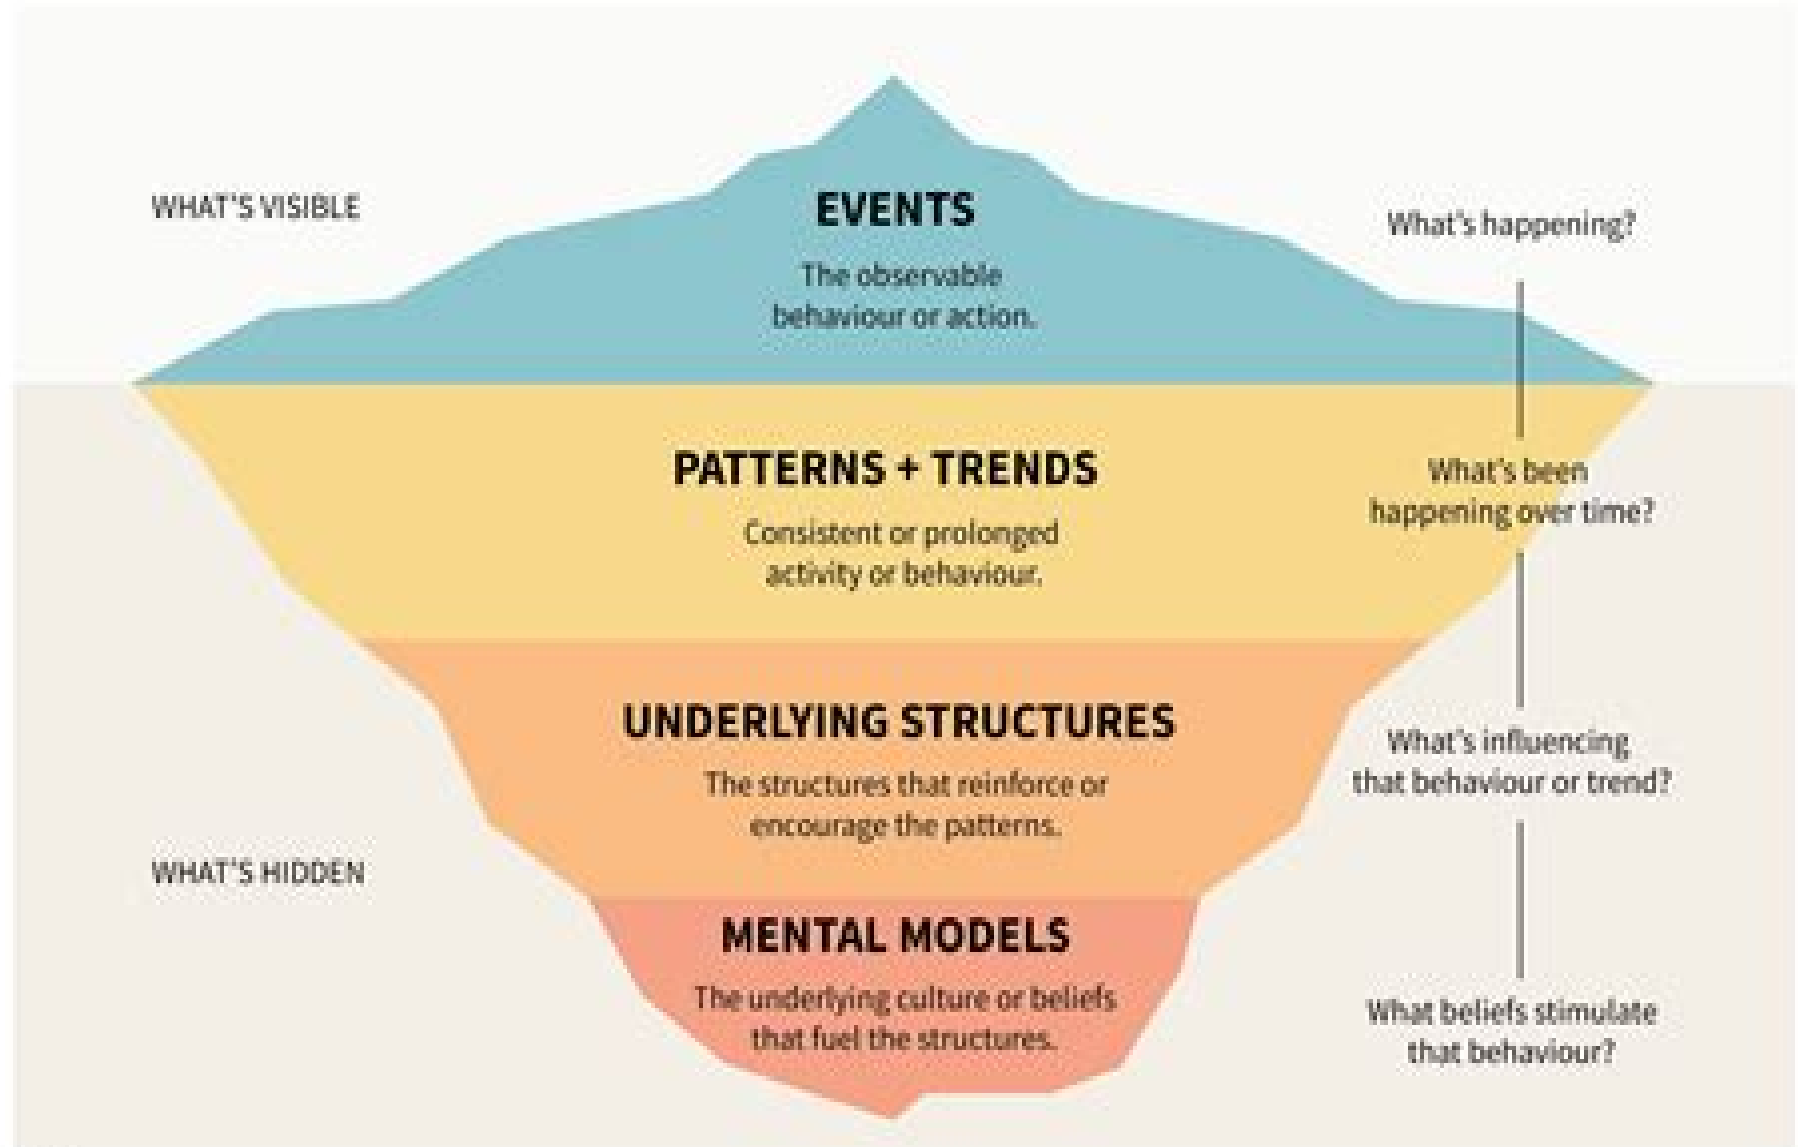 WHAT'S VISIBLE
EVENTS
The observable
behaviour or action.
What's happening?
PATTERNS + TRENDS
Consistent or prolonged
activity or behaviour.
What's been
happening over time?
UNDERLYING STRUCTURES
The structures that reinforce or
encourage the patterns.
What's influencing
that behaviour or trend?
WHAT'S HIDDEN
MENTAL MODELS
The underlying culture or beliefs
that fuel the structures.
What beliefs stimulate
that behaviour?